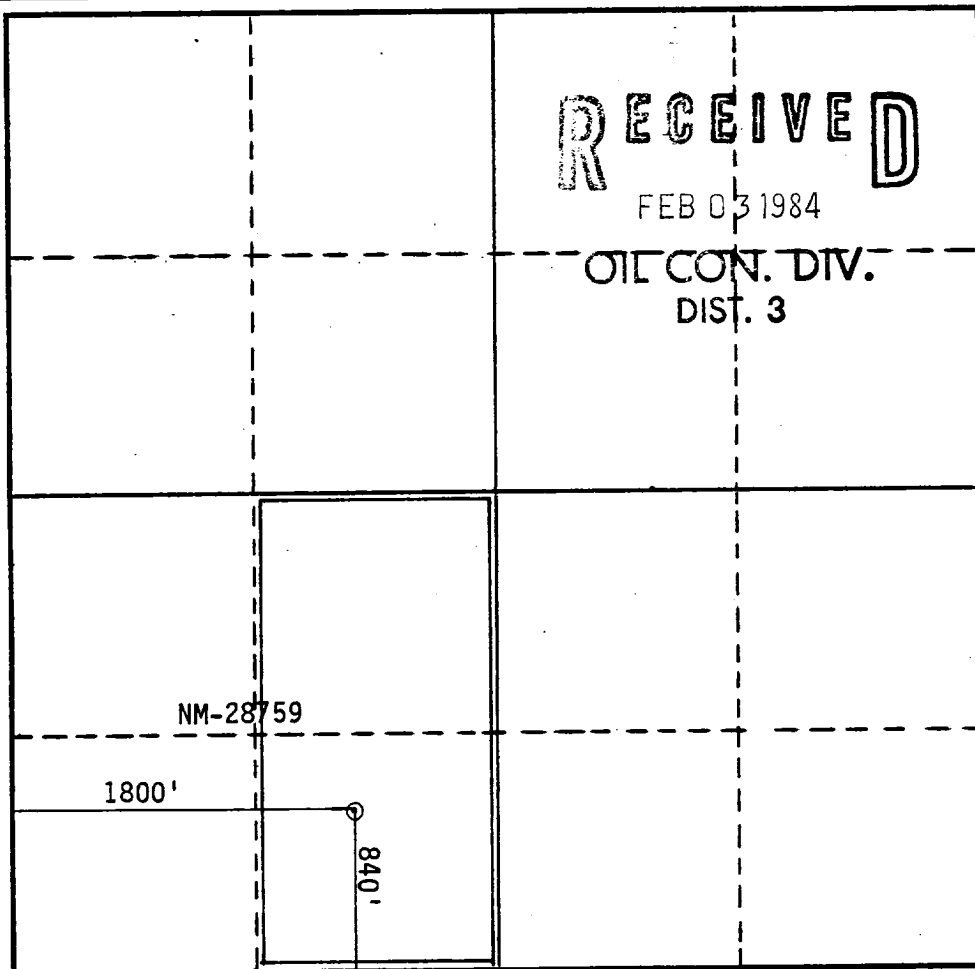 RECEIVED
FEB 03 1984
OIL CON. DIV.
DIST. 3
NM-28759
1800'
840'